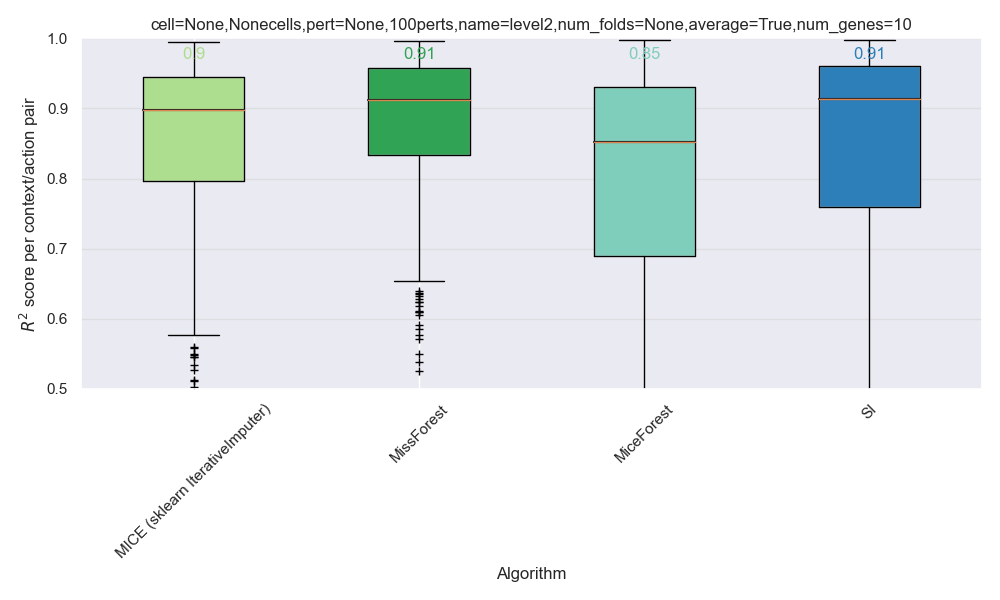 cell=None,Nonecells,pert=None,100perts,name=level2,num_folds=None,average=True,num_genes=10
1.0
0.9
0.8
0.7
0.6
0.5
R² score per context/action pair
0.9
0.91
0.85
0.91
MICE (sklearn IterativeImputer)
MissForest
MiceForest
SI
Algorithm